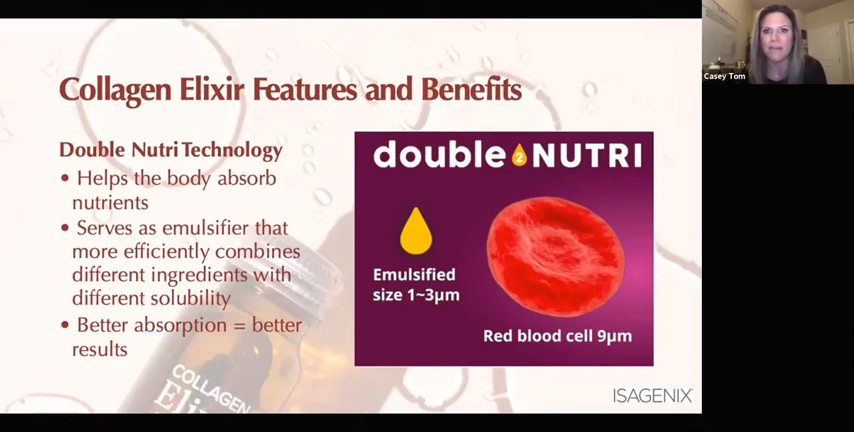 Collagen Elixir Features and Benefits
Double Nutri Technology
• Helps the body absorb
nutrients
• Serves as emulsifier that
more efficiently combines
different ingredients with
different solubility
• Better absorption = better
results
double 2 NUTRI
Emulsified
size 1~3µm
Red blood cell 9µm
COLLAGEN
Elixir
ISAGENIX
Casey Tom